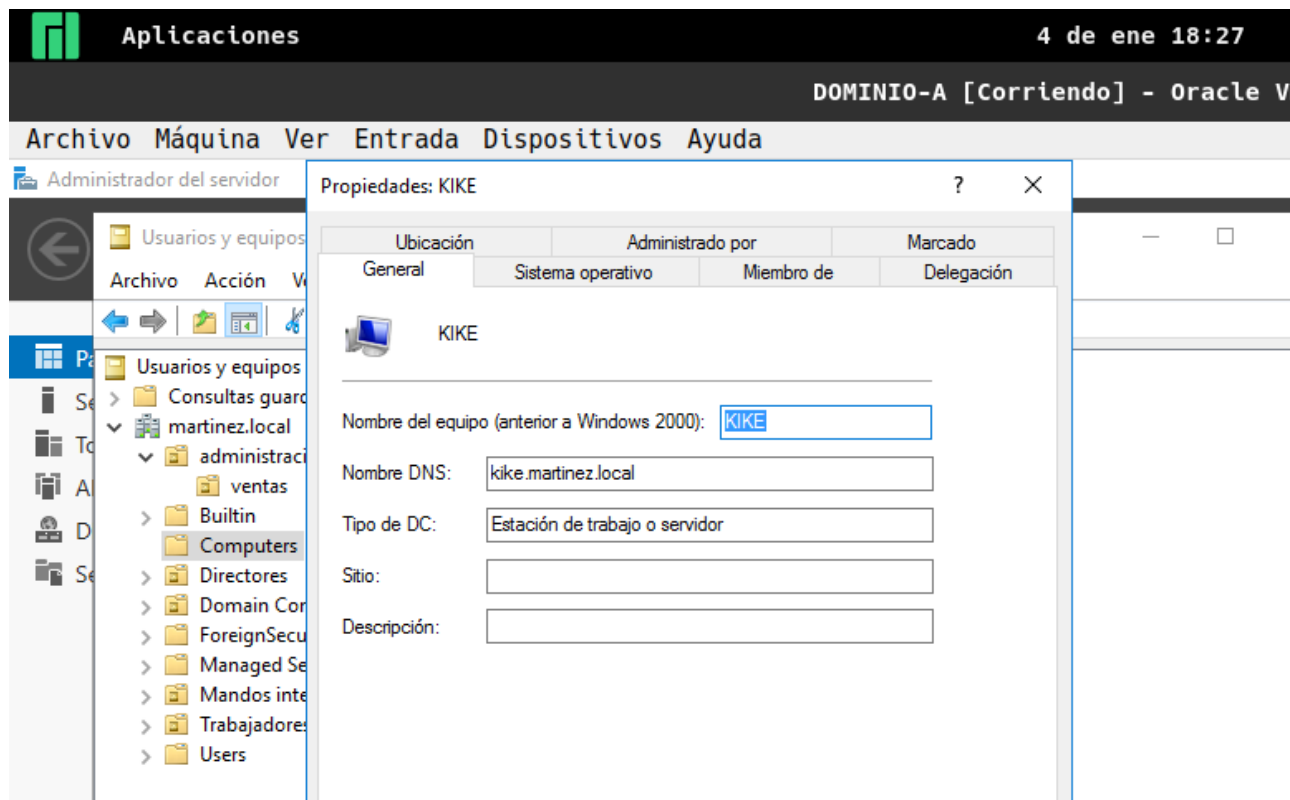 Aplicaciones 4 de ene 18:27
DOMINIO-A [Corriendo] - Oracle V
Archivo Máquina Ver Entrada Dispositivos Ayuda
Administrador del servidor
Propiedades: KIKE ? 
Usuarios y equipos
Archivo Acción
Ubicación Administrado por Marcado
General Sistema operativo Miembro de Delegación
KIKE
Usuarios y equipos
Consultas guard
martinez.local
administraci
ventas
Builtin
Computers
Directores
Domain Con
ForeignSecu
Managed Se
Mandos inte
Trabajadores
Users
Nombre del equipo (anterior a Windows 2000): KIKE
Nombre DNS: kike.martinez.local
Tipo de DC: Estación de trabajo o servidor
Sitio:
Descripción: